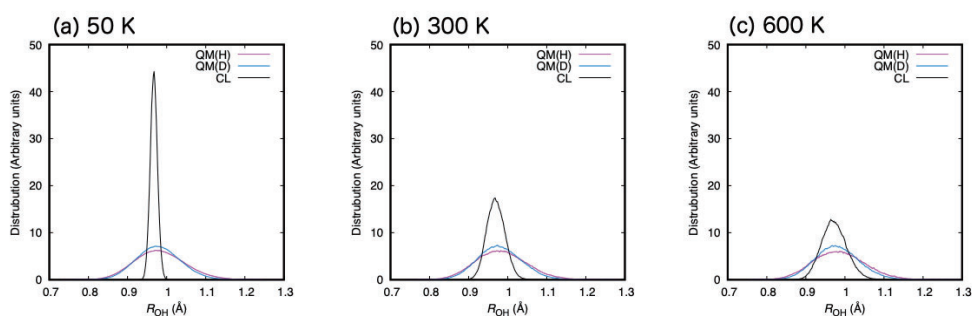 (a) 50 K
QM(H)
QM(D)
CL
Distrubution (Arbitrary units)
50
40
30
20
10
0
0.7 0.8 0.9 1 1.1 1.2 1.3
R_OH (Å)
(b) 300 K
QM(H)
QM(D)
CL
Distrubution (Arbitrary units)
50
40
30
20
10
0
0.7 0.8 0.9 1 1.1 1.2 1.3
R_OH (Å)
(c) 600 K
QM(H)
QM(D)
CL
Distrubution (Arbitrary units)
50
40
30
20
10
0
0.7 0.8 0.9 1 1.1 1.2 1.3
R_OH (Å)